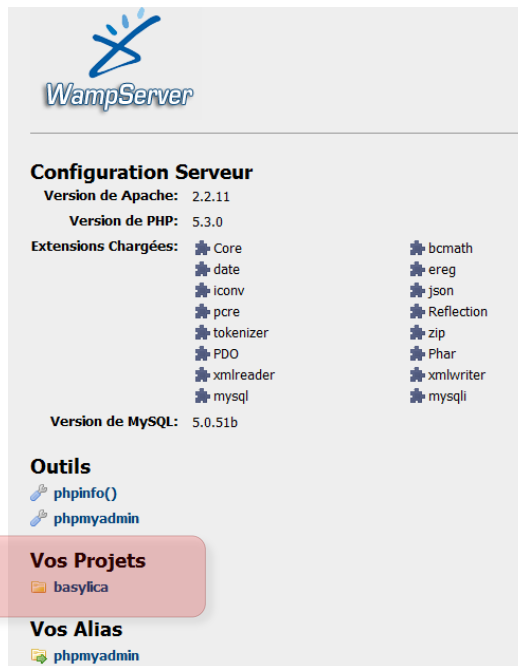 WampServer
Configuration Serveur
Version de Apache: 2.2.11
Version de PHP: 5.3.0
Extensions Chargées: Core bcmath
date ereg
iconv json
pcre Reflection
tokenizer zip
PDO Phar
xmlreader xmlwriter
mysql mysqli
Version de MySQL: 5.0.51b
Outils
phpinfo()
phpmyadmin
Vos Projets
basylica
Vos Alias
phpmyadmin